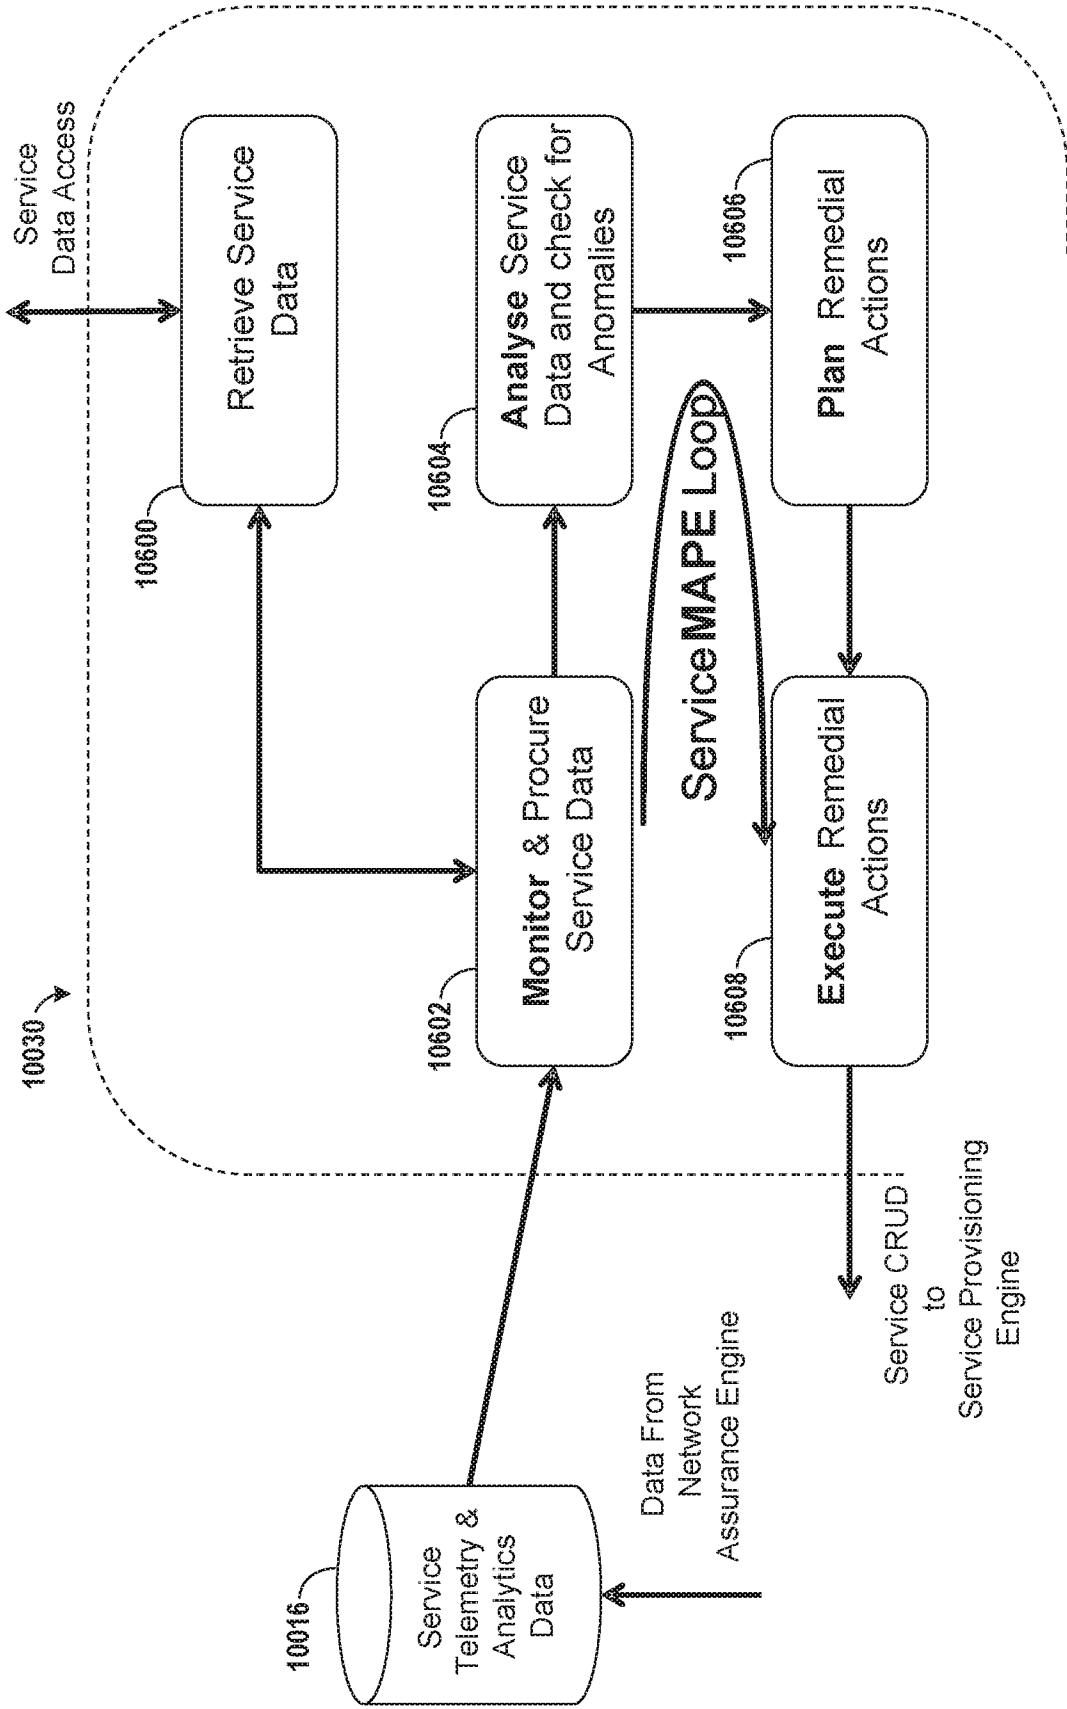 10030
Service
Data Access
10600
Retrieve Service
Data
10016
Service
Telemetry &
Analytics
Data
10602
Monitor & Procure
Service Data
10604
Analyse Service
Data and check for
Anomalies
Data From
Network
Assurance Engine
Service MAPE Loop
10608
Execute Remedial
Actions
10606
Plan Remedial
Actions
Service CRUD
to
Service Provisioning
Engine